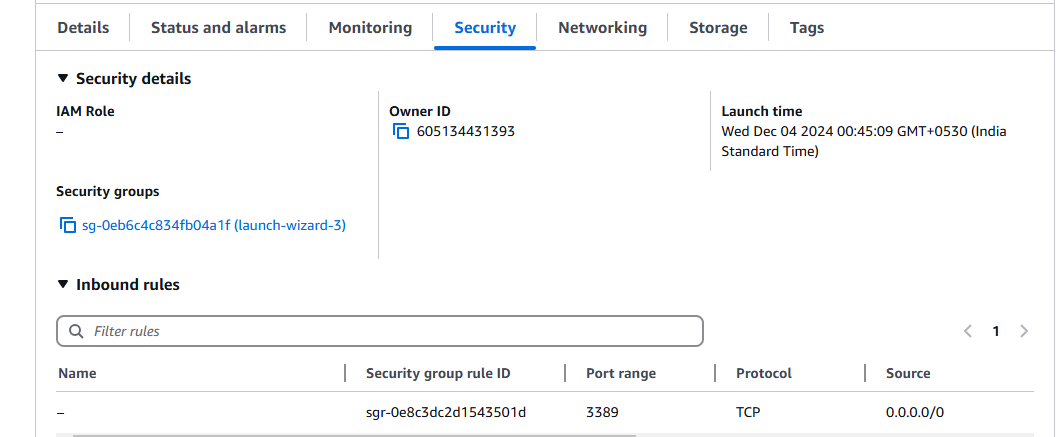 Details Status and alarms Monitoring Security Networking Storage Tags
Security details
IAM Role
–
Owner ID
605134431393
Launch time
Wed Dec 04 2024 00:45:09 GMT+0530 (India
Standard Time)
Security groups
sg-0eb6c4c834fb04a1f (launch-wizard-3)
Inbound rules
Filter rules
1
Name Security group rule ID Port range Protocol Source
– sgr-0e8c3dc2d1543501d 3389 TCP 0.0.0.0/0